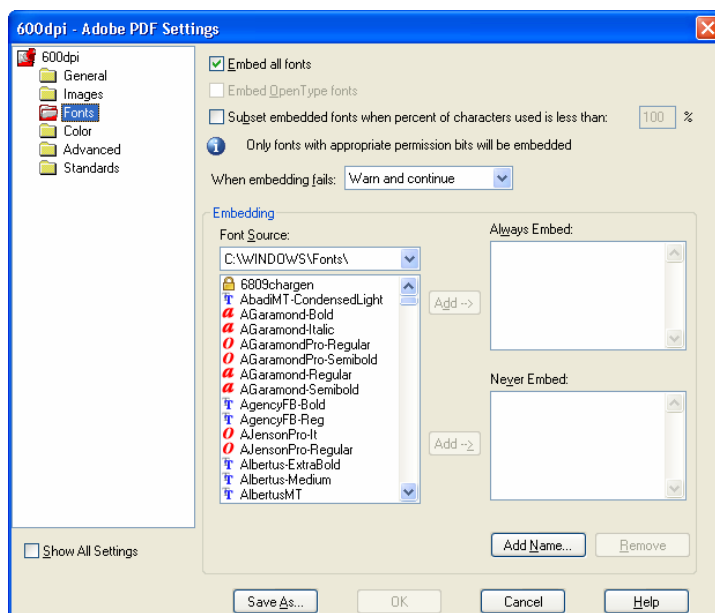 600dpi - Adobe PDF Settings
600dpi
General
Images
Fonts
Color
Advanced
Standards
Show All Settings
Embed all fonts
Embed OpenType fonts
Subset embedded fonts when percent of characters used is less than: 100 %
Only fonts with appropriate permission bits will be embedded
When embedding fails: Warn and continue
Embedding
Font Source:
C:\WINDOWS\Fonts\
6809chargen
AbadiMT-CondensedLight
AGaramond-Bold
AGaramond-Italic
AGaramondPro-Regular
AGaramondPro-Semibold
AGaramond-Regular
AGaramond-Semibold
AgencyFB-Bold
AgencyFB-Reg
AJensonPro-It
AJensonPro-Regular
Albertus-ExtraBold
Albertus-Medium
AlbertusMT
Add -->
Add -->
Always Embed:
Never Embed:
Add Name...
Remove
Save As...
OK
Cancel
Help